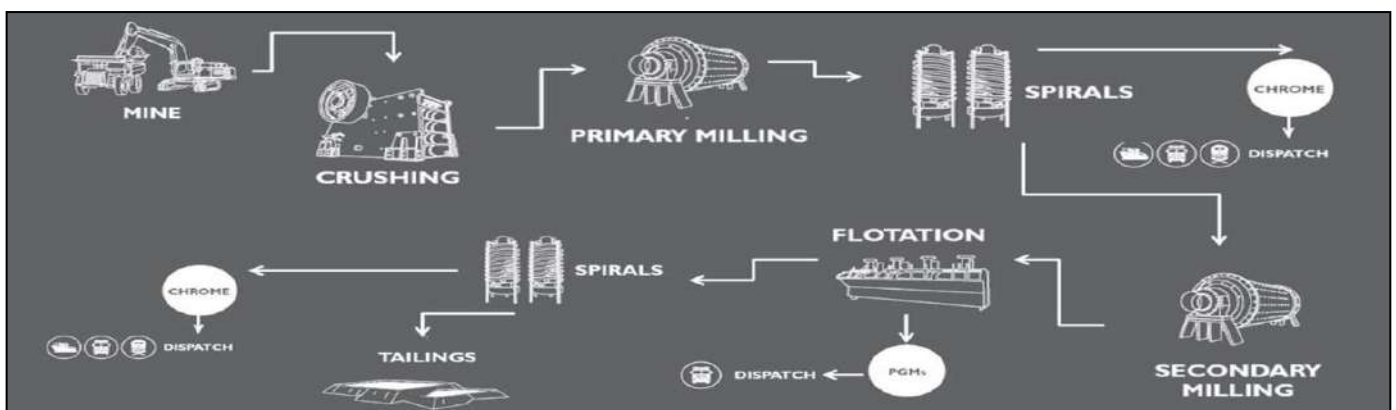 MINE
CRUSHING
PRIMARY MILLING
SPIRALS
CHROME
DISPATCH
SECONDARY
MILLING
FLOTATION
PGMs
DISPATCH
SPIRALS
CHROME
DISPATCH
TAILINGS